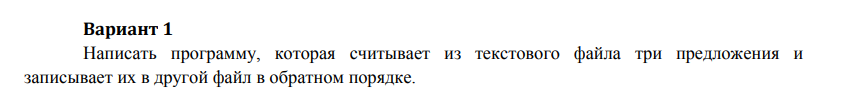 Вариант 1
Написать программу, которая считывает из текстового файла три предложения и
записывает их в другой файл в обратном порядке.